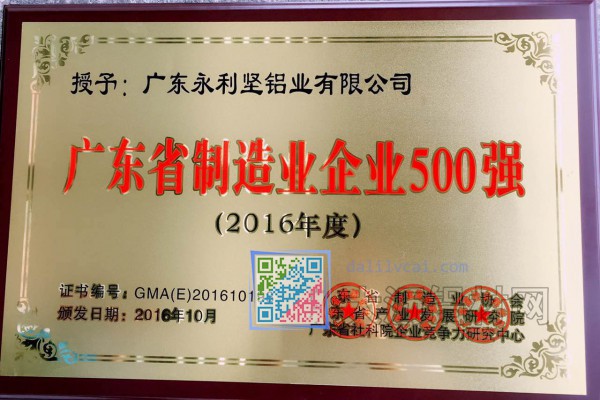 授予：广东永利坚铝业有限公司
广东省制造业企业500强
(2016年度)
证书编号：GMA(E)2016101
颁发日期：2016年10月
东省制造业协会
东省产业发展研究院
广东省社科院企业竞争力研究中心